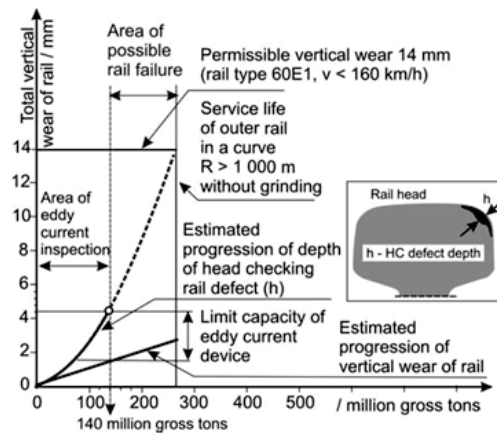 Area of
possible
rail failure
Permissible vertical wear 14 mm
(rail type 60E1, v < 160 km/h)
Total vertical
wear of rail / mm
Service life
of outer rail
in a curve
R > 1 000 m
without grinding
14
12
10
8
6
4
2
0
Area of
eddy
current
inspection
Estimated
progression of depth
of head checking
rail defect (h)
Rail head
h
h - HC defect depth
Limit capacity of
eddy current
device
Estimated
progression of
vertical wear of rail
0 100 200 300 400 500 / million gross tons
140 million gross tons